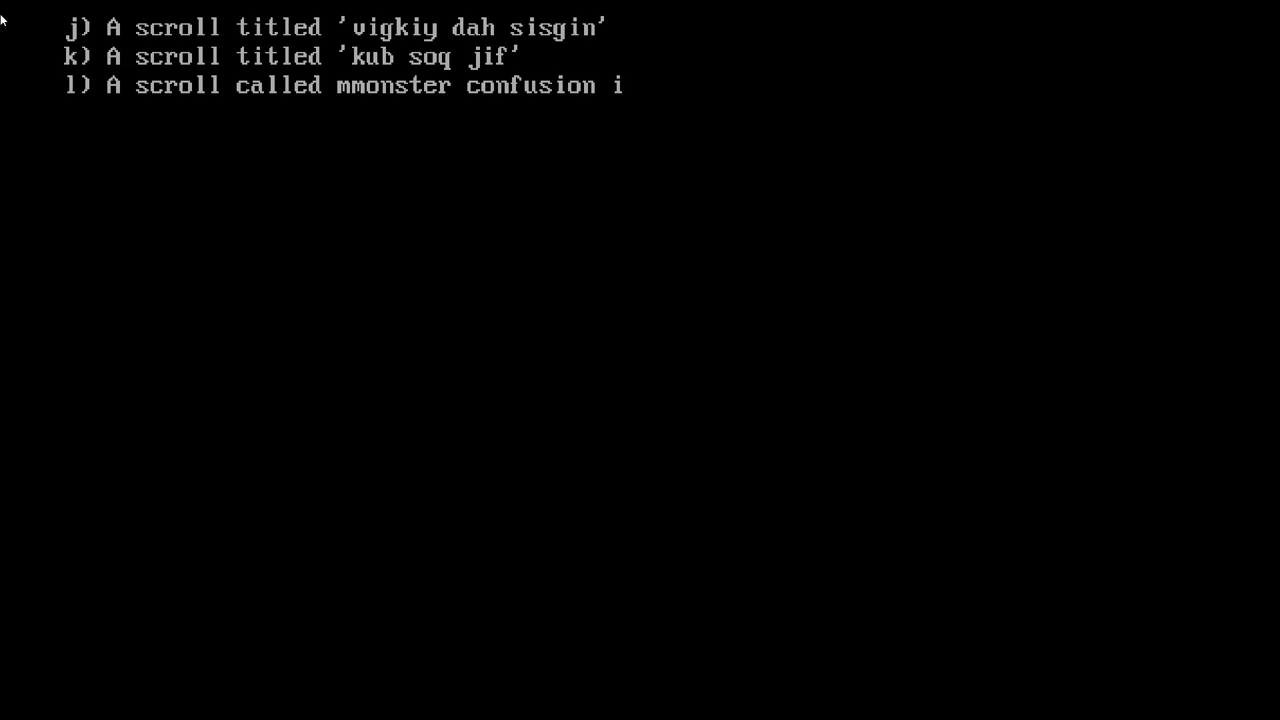 j) A scroll titled 'vigkiy dah sisgin'
k) A scroll titled 'kub soq jif'
l) A scroll called mmonster confusion i